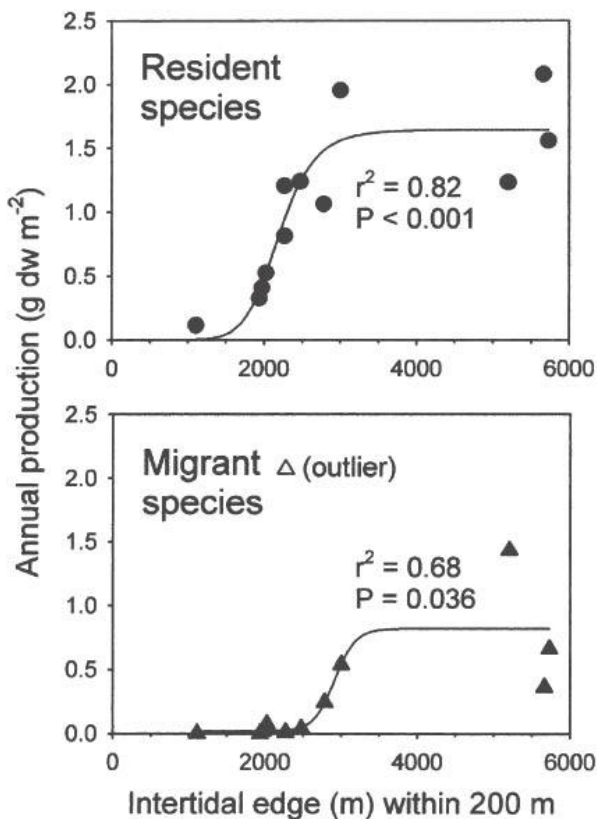 Annual production (g dw m⁻²)
2.5
2.0
1.5
1.0
0.5
0.0
Resident
species
r² = 0.82
P < 0.001
0 2000 4000 6000
2.5
2.0
1.5
1.0
0.5
0.0
Migrant △ (outlier)
species
r² = 0.68
P = 0.036
0 2000 4000 6000
Intertidal edge (m) within 200 m